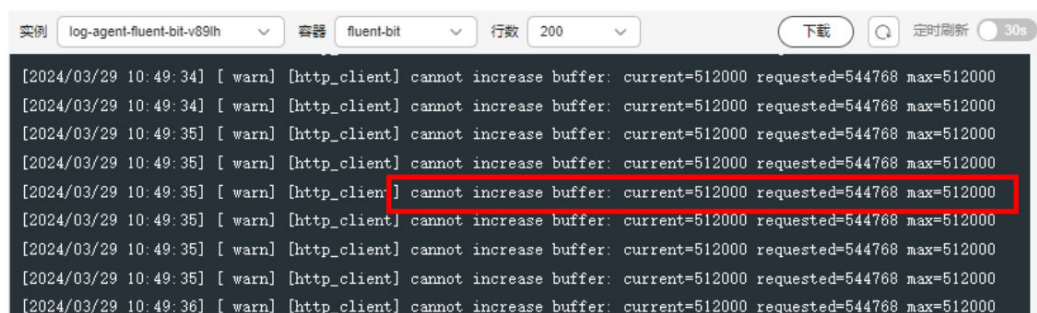 实例 log-agent-fluent-bit-v89lh 容器 fluent-bit 行数 200 下载 定时刷新 30s
[2024/03/29 10:49:34] [ warn] [http_client] cannot increase buffer: current=512000 requested=544768 max=512000
[2024/03/29 10:49:34] [ warn] [http_client] cannot increase buffer: current=512000 requested=544768 max=512000
[2024/03/29 10:49:35] [ warn] [http_client] cannot increase buffer: current=512000 requested=544768 max=512000
[2024/03/29 10:49:35] [ warn] [http_client] cannot increase buffer: current=512000 requested=544768 max=512000
[2024/03/29 10:49:35] [ warn] [http_client] cannot increase buffer: current=512000 requested=544768 max=512000
[2024/03/29 10:49:35] [ warn] [http_client] cannot increase buffer: current=512000 requested=544768 max=512000
[2024/03/29 10:49:35] [ warn] [http_client] cannot increase buffer: current=512000 requested=544768 max=512000
[2024/03/29 10:49:35] [ warn] [http_client] cannot increase buffer: current=512000 requested=544768 max=512000
[2024/03/29 10:49:36] [ warn] [http_client] cannot increase buffer: current=512000 requested=544768 max=512000